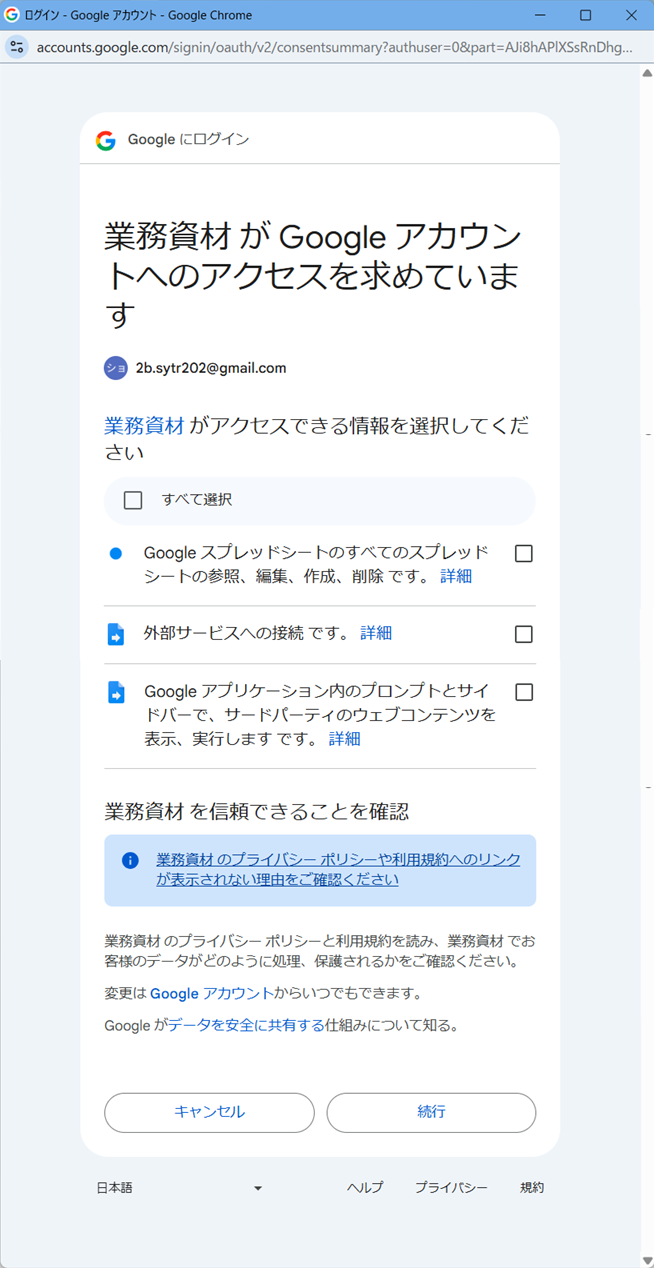 ログイン - Google アカウント - Google Chrome
accounts.google.com/signin/oauth/v2/consentsummary?authuser=0&part=AJi8hAPlXSsRnDhg...
Google にログイン
業務資材 が Google アカウン
トへのアクセスを求めていま
す
ショ 2b.sytr202@gmail.com
業務資材 がアクセスできる情報を選択してくだ
さい
すべて選択
Google スプレッドシートのすべてのスプレッド
シートの参照、編集、作成、削除 です。 詳細
外部サービスへの接続 です。 詳細
Google アプリケーション内のプロンプトとサイ
ドバーで、サードパーティのウェブコンテンツを
表示、実行します です。 詳細
業務資材 を信頼できることを確認
業務資材 のプライバシー ポリシーや利用規約へのリンク
が表示されない理由をご確認ください
業務資材 のプライバシー ポリシーと利用規約を読み、業務資材 でお
客様のデータがどのように処理、保護されるかをご確認ください。
変更は Google アカウントからいつでもできます。
Google がデータを安全に共有する仕組みについて知る。
キャンセル 続行
日本語 ヘルプ プライバシー 規約